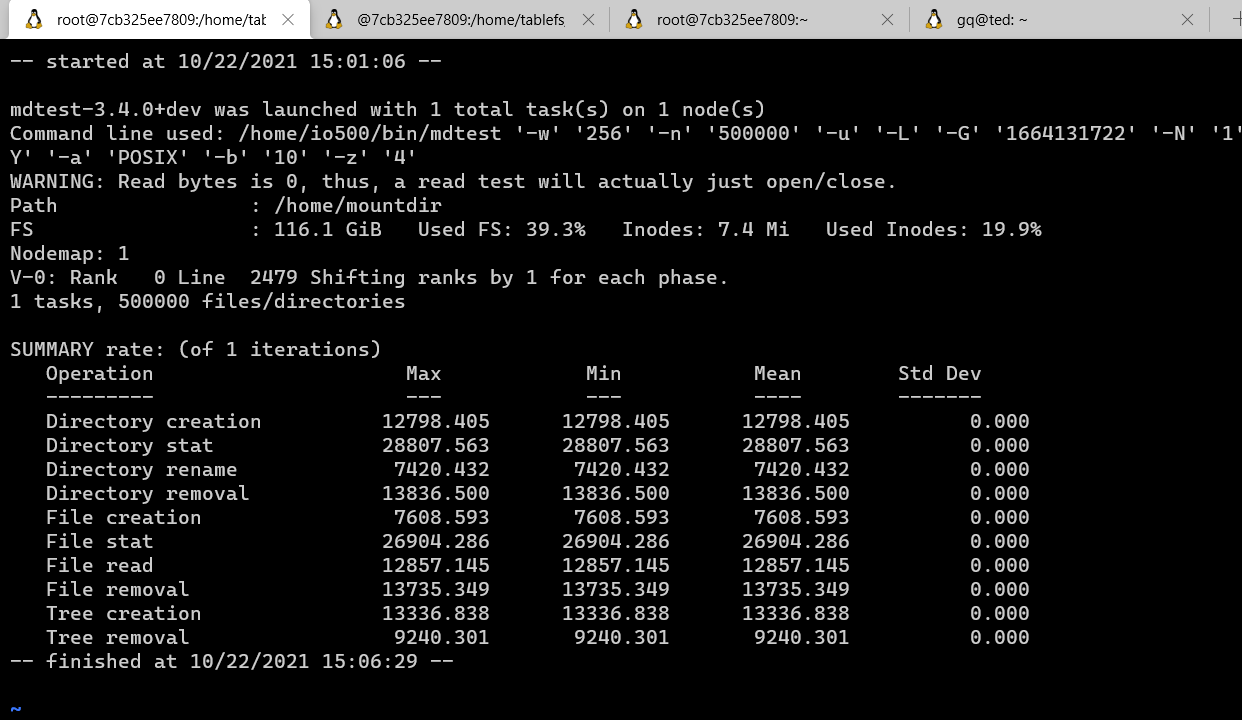 root@7cb325ee7809:/home/tab
@7cb325ee7809:/home/tablefs
root@7cb325ee7809:~
gq@ted: ~
-- started at 10/22/2021 15:01:06 --
mdtest-3.4.0+dev was launched with 1 total task(s) on 1 node(s)
Command line used: /home/io500/bin/mdtest '-w' '256' '-n' '500000' '-u' '-L' '-G' '1664131722' '-N' '1'
Y' '-a' 'POSIX' '-b' '10' '-z' '4'
WARNING: Read bytes is 0, thus, a read test will actually just open/close.
Path : /home/mountdir
FS : 116.1 GiB Used FS: 39.3% Inodes: 7.4 Mi Used Inodes: 19.9%
Nodemap: 1
V-0: Rank 0 Line 2479 Shifting ranks by 1 for each phase.
1 tasks, 500000 files/directories
SUMMARY rate: (of 1 iterations)
Operation Max Min Mean Std Dev
--------- --- --- ---- -------
Directory creation 12798.405 12798.405 12798.405 0.000
Directory stat 28807.563 28807.563 28807.563 0.000
Directory rename 7420.432 7420.432 7420.432 0.000
Directory removal 13836.500 13836.500 13836.500 0.000
File creation 7608.593 7608.593 7608.593 0.000
File stat 26904.286 26904.286 26904.286 0.000
File read 12857.145 12857.145 12857.145 0.000
File removal 13735.349 13735.349 13735.349 0.000
Tree creation 13336.838 13336.838 13336.838 0.000
Tree removal 9240.301 9240.301 9240.301 0.000
-- finished at 10/22/2021 15:06:29 --
~